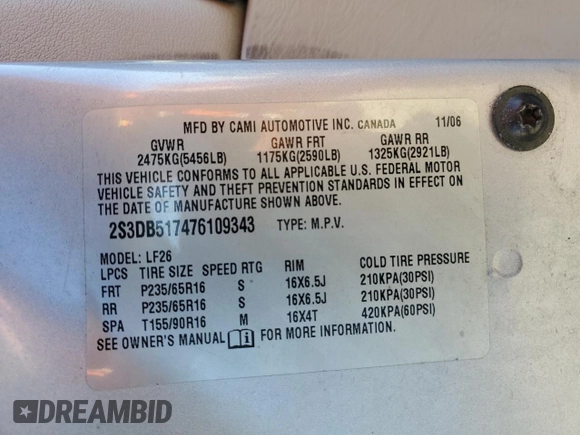 MFD BY CAMI AUTOMOTIVE INC. CANADA 11/06
GVWR GAWR FRT GAWR RR
2475KG(5456LB) 1175KG(2590LB) 1325KG(2921LB)
THIS VEHICLE CONFORMS TO ALL APPLICABLE U.S. FEDERAL MOTOR
VEHICLE SAFETY AND THEFT PREVENTION STANDARDS IN EFFECT ON
THE DATE OF MANUFACTURE SHOWN ABOVE.
2S3DB517476109343 TYPE: M.P.V.
MODEL: LF26
LPCS TIRE SIZE SPEED RTG RIM COLD TIRE PRESSURE
FRT P235/65R16 S 16X6.5J 210KPA(30PSI)
RR P235/65R16 S 16X6.5J 210KPA(30PSI)
SPA T155/90R16 M 16X4T 420KPA(60PSI)
SEE OWNER'S MANUAL FOR MORE INFORMATION.
DREAMBID